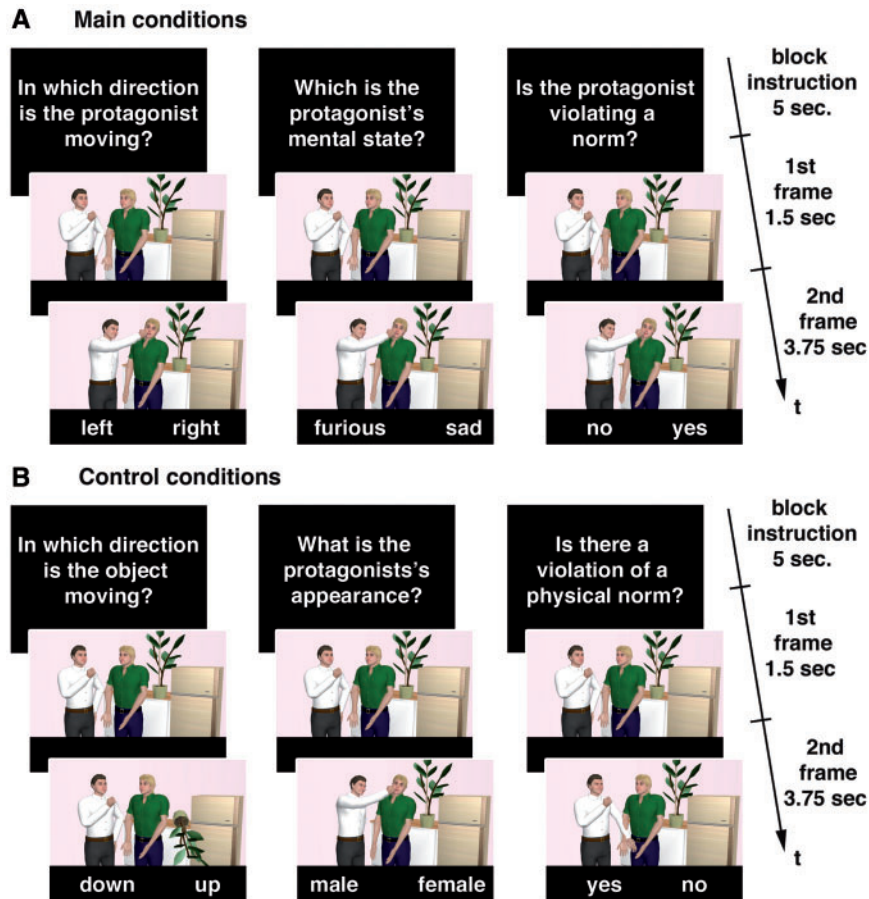 A Main conditions
In which direction
is the protagonist
moving?
left right
Which is the
protagonist's
mental state?
furious sad
Is the protagonist
violating a
norm?
no yes
block
instruction
5 sec.
1st
frame
1.5 sec
2nd
frame
3.75 sec
t
B Control conditions
In which direction
is the object
moving?
down up
What is the
protagonists's
appearance?
male female
Is there a
violation of a
physical norm?
yes no
block
instruction
5 sec.
1st
frame
1.5 sec
2nd
frame
3.75 sec
t